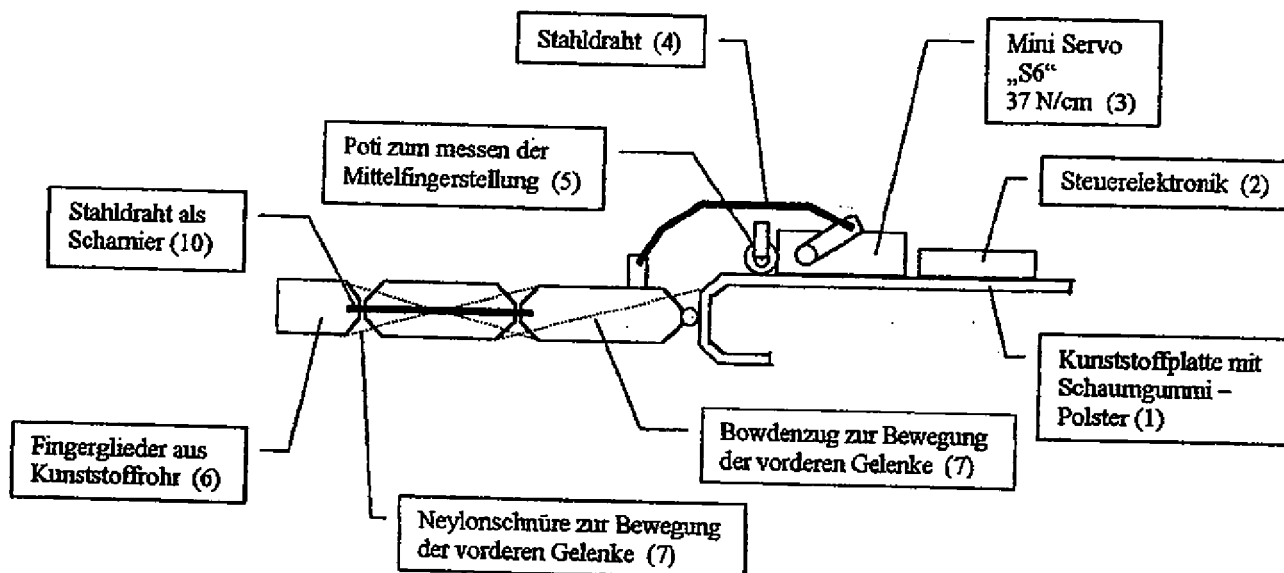 Stahldraht (4)
Mini Servo
„S6“
37 N/cm (3)
Poti zum messen der
Mittelfingerstellung (5)
Steuerelektronik (2)
Stahldraht als
Scharnier (10)
Kunststoffplatte mit
Schaumgummi –
Polster (1)
Bowdenzug zur Bewegung
der vorderen Gelenke (7)
Fingerglieder aus
Kunststoffrohr (6)
Neylonschnüre zur Bewegung
der vorderen Gelenke (7)